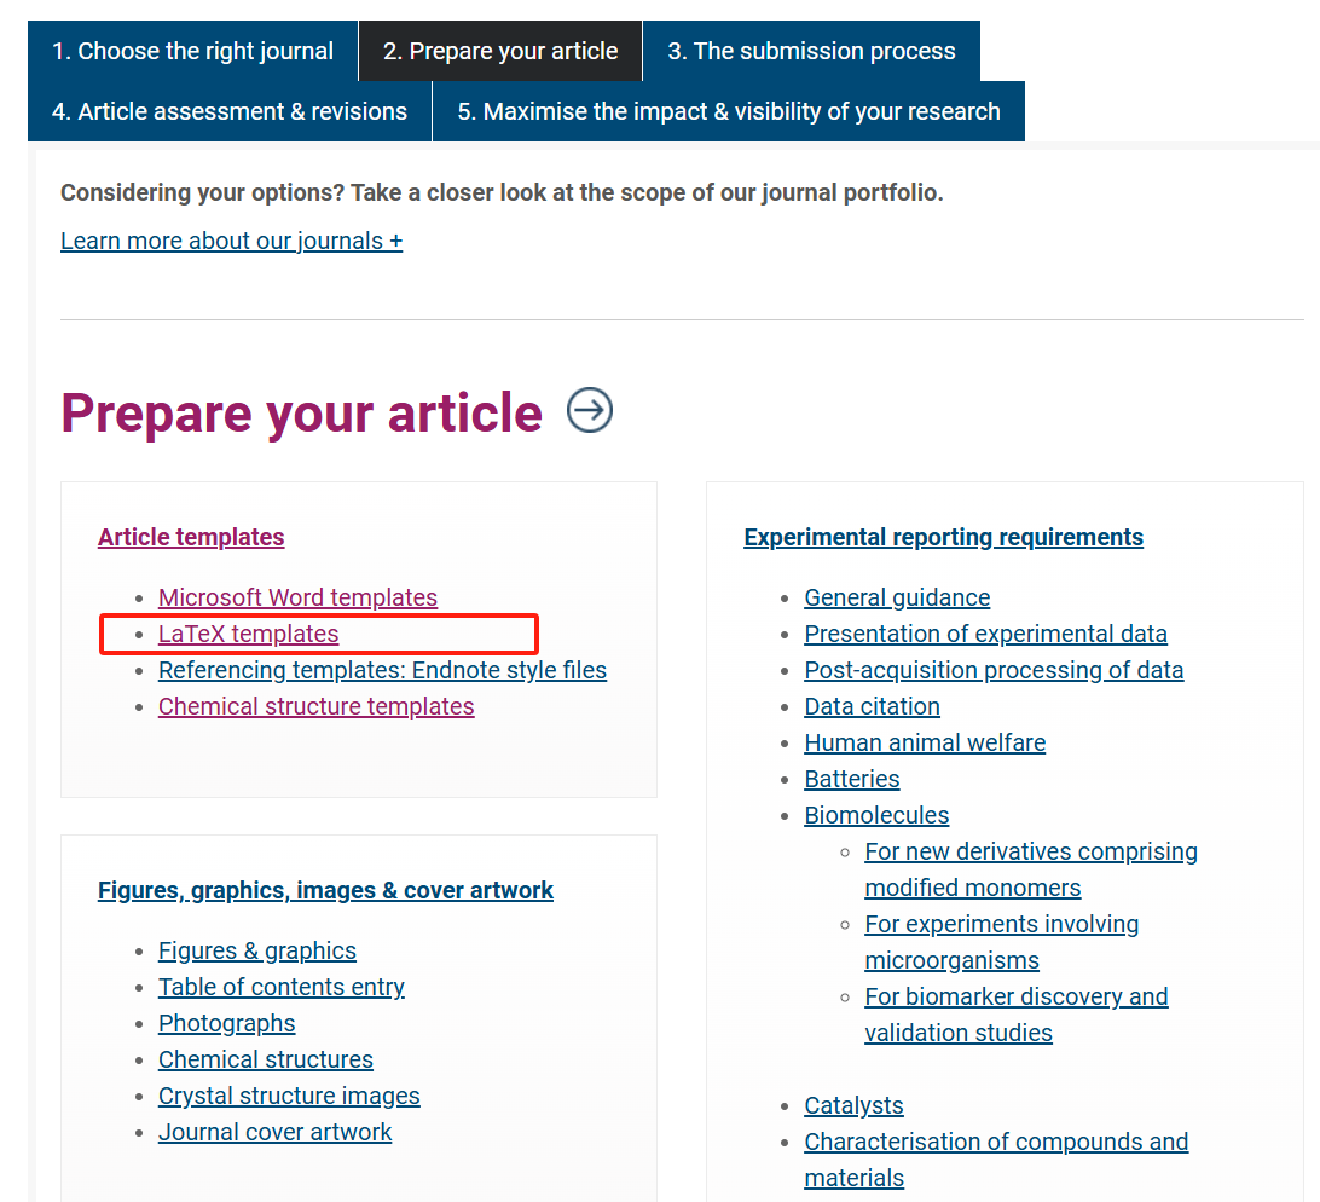 1. Choose the right journal
2. Prepare your article
3. The submission process
4. Article assessment & revisions
5. Maximise the impact & visibility of your research
Considering your options? Take a closer look at the scope of our journal portfolio.
Learn more about our journals +
Prepare your article
Article templates
Microsoft Word templates
LaTeX templates
Referencing templates: Endnote style files
Chemical structure templates
Figures, graphics, images & cover artwork
Figures & graphics
Table of contents entry
Photographs
Chemical structures
Crystal structure images
Journal cover artwork
Experimental reporting requirements
General guidance
Presentation of experimental data
Post-acquisition processing of data
Data citation
Human animal welfare
Batteries
Biomolecules
For new derivatives comprising
modified monomers
For experiments involving
microorganisms
For biomarker discovery and
validation studies
Catalysts
Characterisation of compounds and
materials